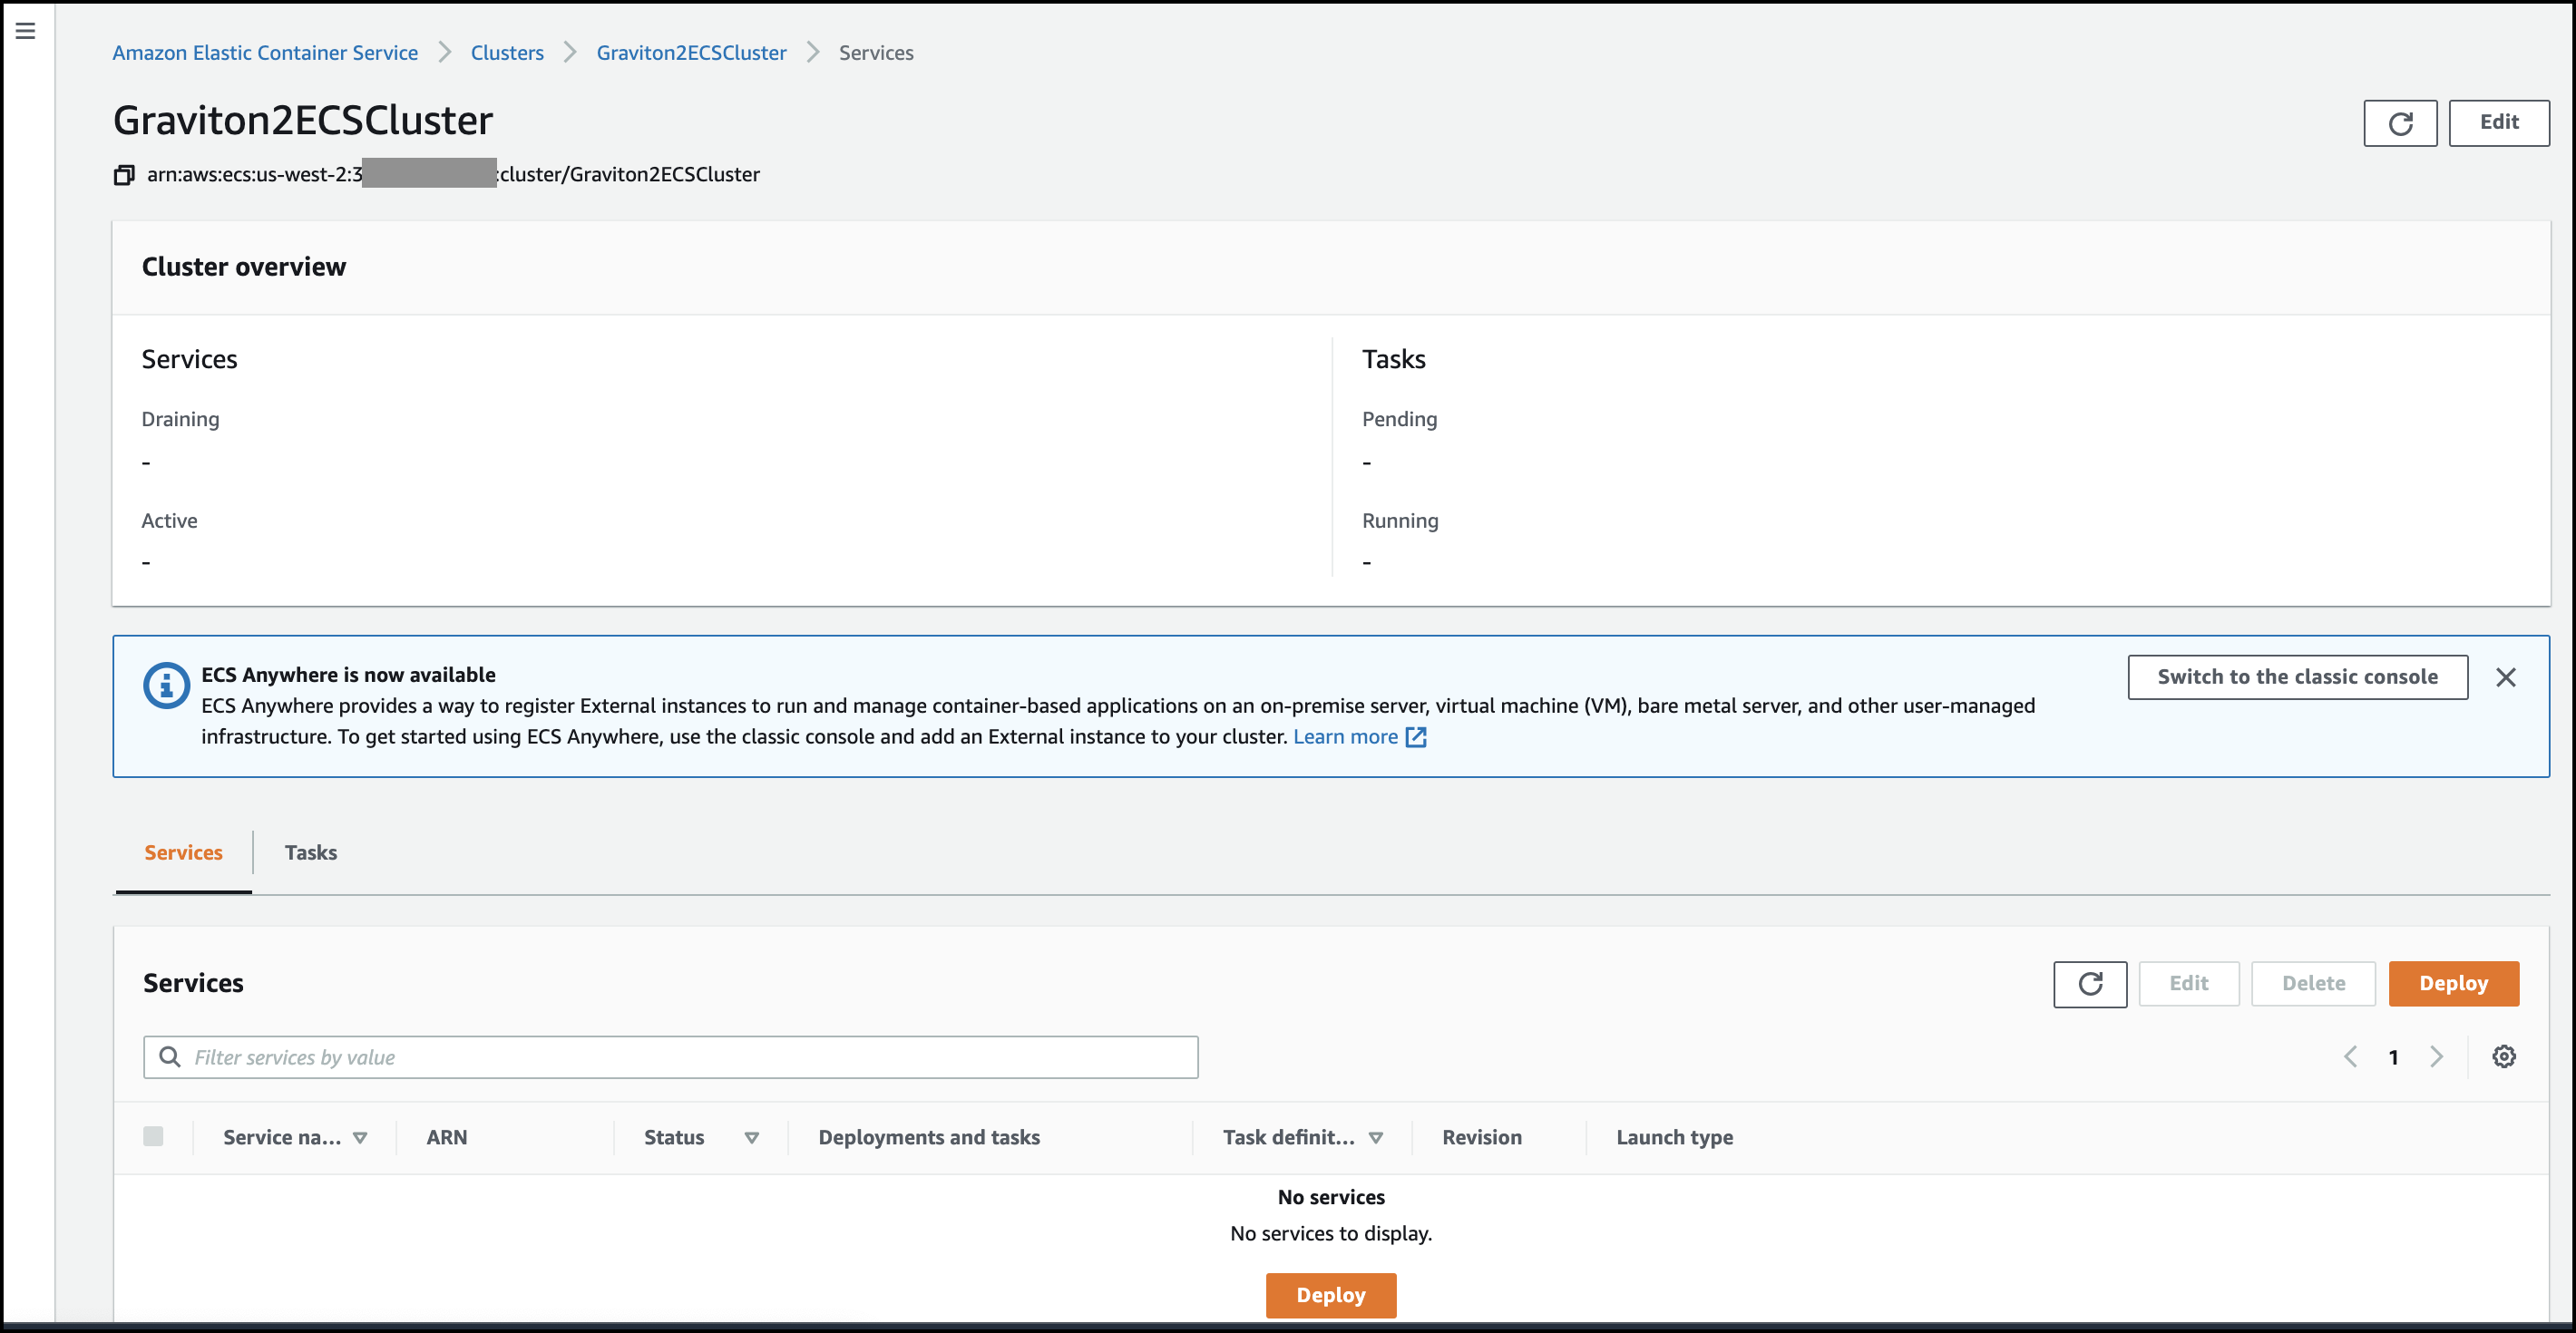 Amazon Elastic Container Service > Clusters > Graviton2ECSCluster > Services
Graviton2ECSCluster
Edit
arn:aws:ecs:us-west-2:3 :cluster/Graviton2ECSCluster
Cluster overview
Services
Draining
-
Active
-
Tasks
Pending
-
Running
-
ECS Anywhere is now available
ECS Anywhere provides a way to register External instances to run and manage container-based applications on an on-premise server, virtual machine (VM), bare metal server, and other user-managed
infrastructure. To get started using ECS Anywhere, use the classic console and add an External instance to your cluster. Learn more
Switch to the classic console
Services Tasks
Services
Edit Delete Deploy
Filter services by value
1
Service na... ARN Status Deployments and tasks Task definit... Revision Launch type
No services
No services to display.
Deploy